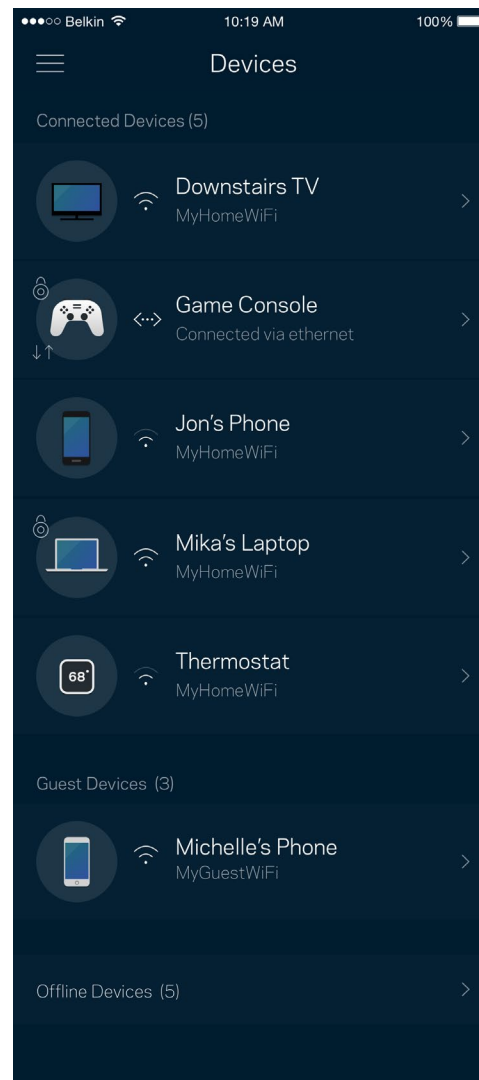 Belkin 10:19 AM 100%
Devices
Connected Devices (5)
Downstairs TV
MyHomeWiFi
Game Console
Connected via ethernet
Jon's Phone
MyHomeWiFi
Mika's Laptop
MyHomeWiFi
68°
Thermostat
MyHomeWiFi
Guest Devices (3)
Michelle's Phone
MyGuestWiFi
Offline Devices (5)